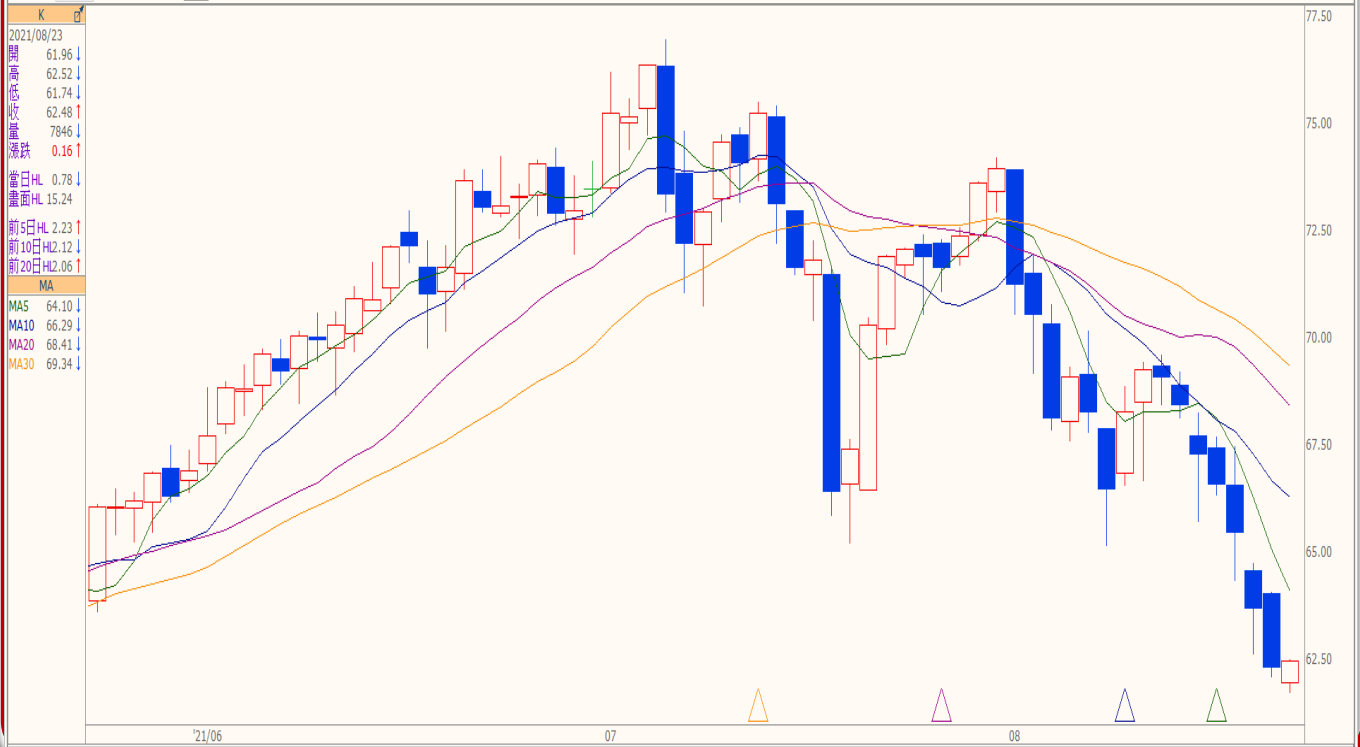 K
2021/08/23
開 61.96↓
高 62.52↓
低 61.74↓
收 62.48↑
量 7846↓
漲跌 0.16↑
當日HL 0.78↓
畫面HL 15.24
前5日HL 2.23↑
前10日HL2.12↓
前20日HL2.06↑
MA
MA5 64.10↓
MA10 66.29↓
MA20 68.41↓
MA30 69.34↓
77.50
75.00
72.50
70.00
67.50
65.00
62.50
'21/06
07
08